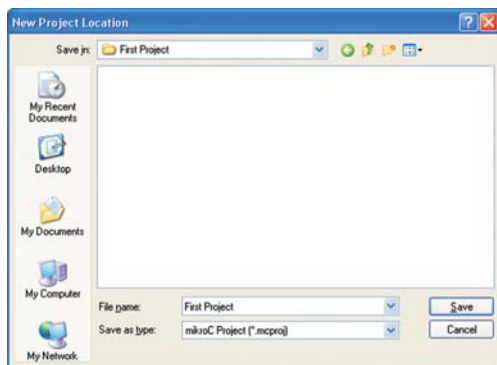 New Project Location
Save in: First Project
My Recent
Documents
Desktop
My Documents
My Computer
My Network
File name: First Project Save
Save as type: mikroC Project (*.mcproj) Cancel